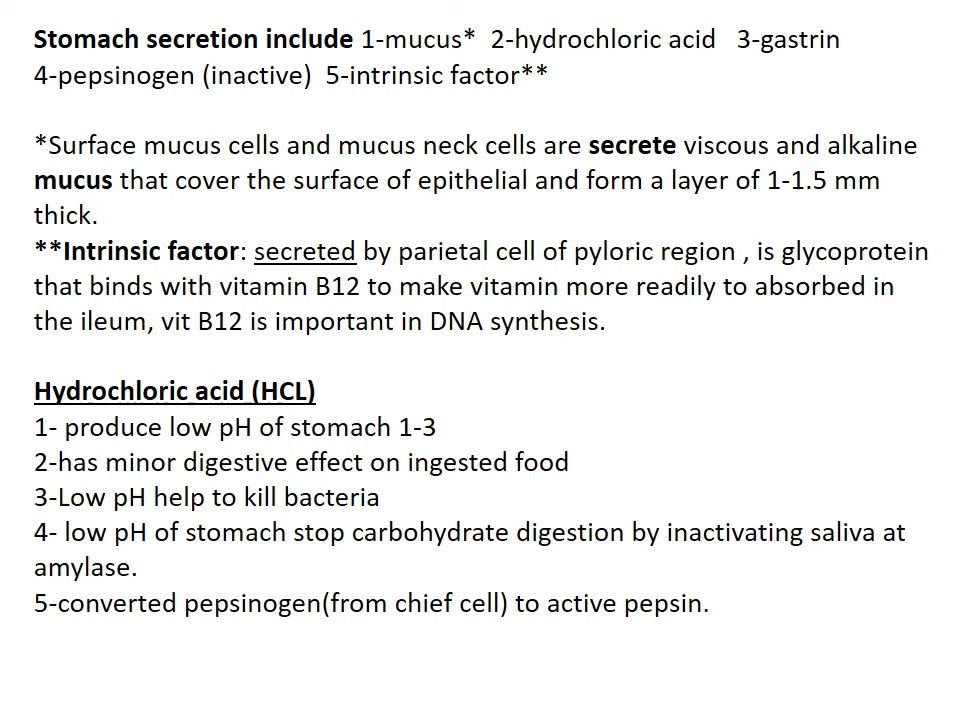 Stomach secretion include 1-mucus* 2-hydrochloric acid 3-gastrin
4-pepsinogen (inactive) 5-intrinsic factor**
*Surface mucus cells and mucus neck cells are secrete viscous and alkaline
mucus that cover the surface of epithelial and form a layer of 1-1.5 mm
thick.
**Intrinsic factor: secreted by parietal cell of pyloric region , is glycoprotein
that binds with vitamin B12 to make vitamin more readily to absorbed in
the ileum, vit B12 is important in DNA synthesis.
Hydrochloric acid (HCL)
1- produce low pH of stomach 1-3
2-has minor digestive effect on ingested food
3-Low pH help to kill bacteria
4- low pH of stomach stop carbohydrate digestion by inactivating saliva at
amylase.
5-converted pepsinogen(from chief cell) to active pepsin.